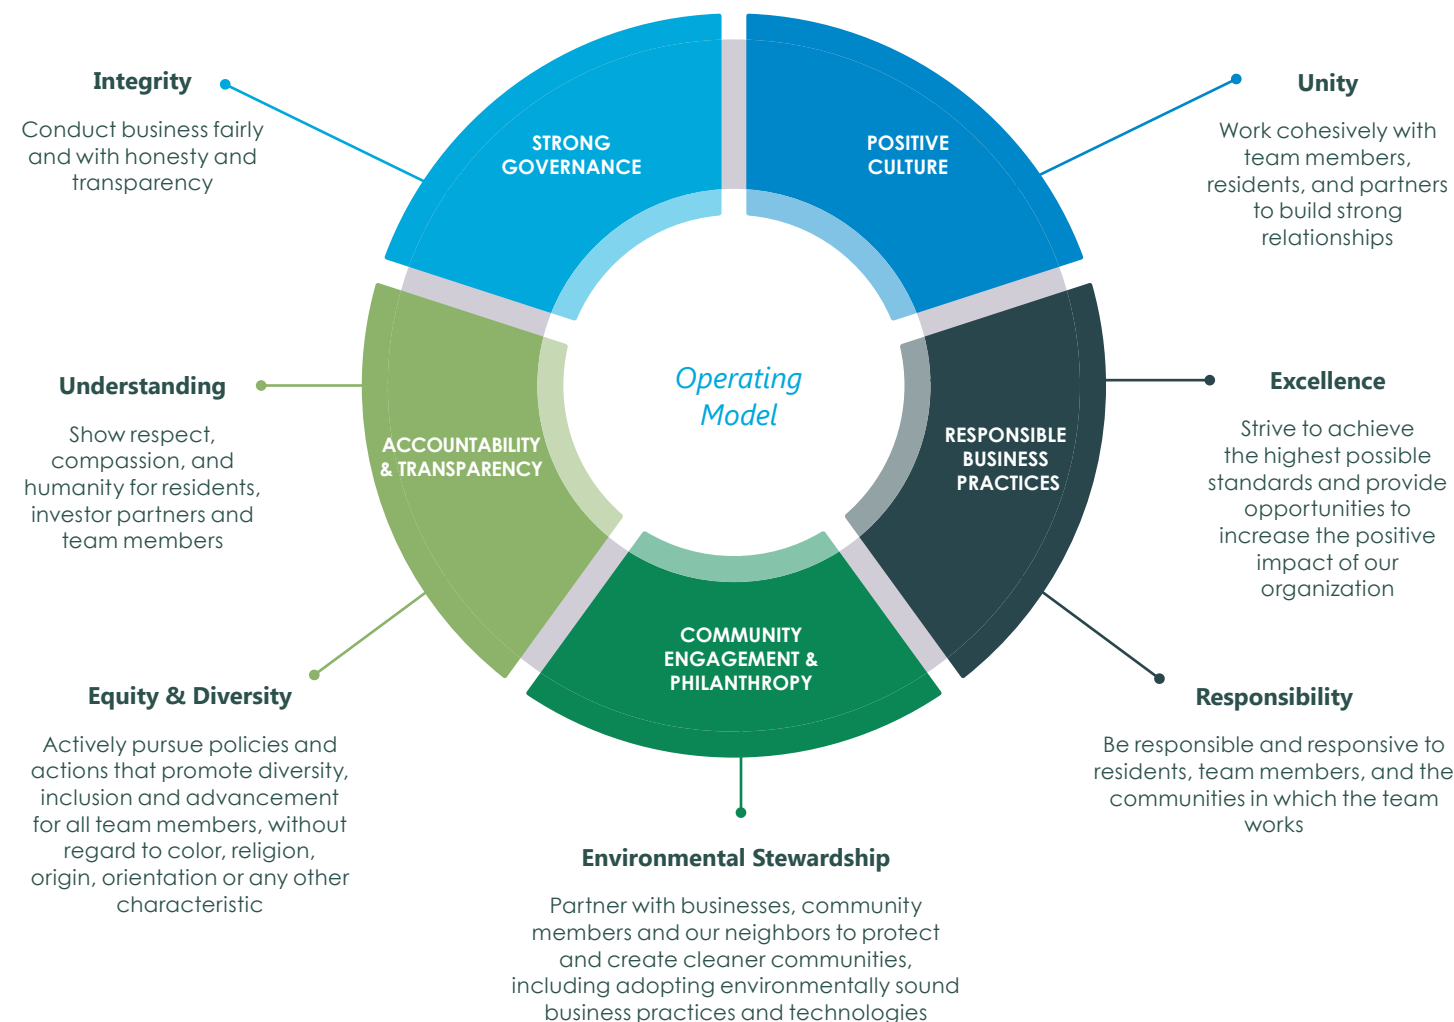 Integrity
Conduct business fairly
and with honesty and
transparency
STRONG
GOVERNANCE
POSITIVE
CULTURE
Unity
Work cohesively with
team members,
residents, and partners
to build strong
relationships
Understanding
Show respect,
compassion, and
humanity for residents,
investor partners and
team members
ACCOUNTABILITY
& TRANSPARENCY
Operating
Model
RESPONSIBLE
BUSINESS
PRACTICES
Excellence
Strive to achieve
the highest possible
standards and provide
opportunities to
increase the positive
impact of our
organization
COMMUNITY
ENGAGEMENT &
PHILANTHROPY
Equity & Diversity
Actively pursue policies and
actions that promote diversity,
inclusion and advancement
for all team members, without
regard to color, religion,
origin, orientation or any other
characteristic
Responsibility
Be responsible and responsive to
residents, team members, and the
communities in which the team
works
Environmental Stewardship
Partner with businesses, community
members and our neighbors to protect
and create cleaner communities,
including adopting environmentally sound
business practices and technologies